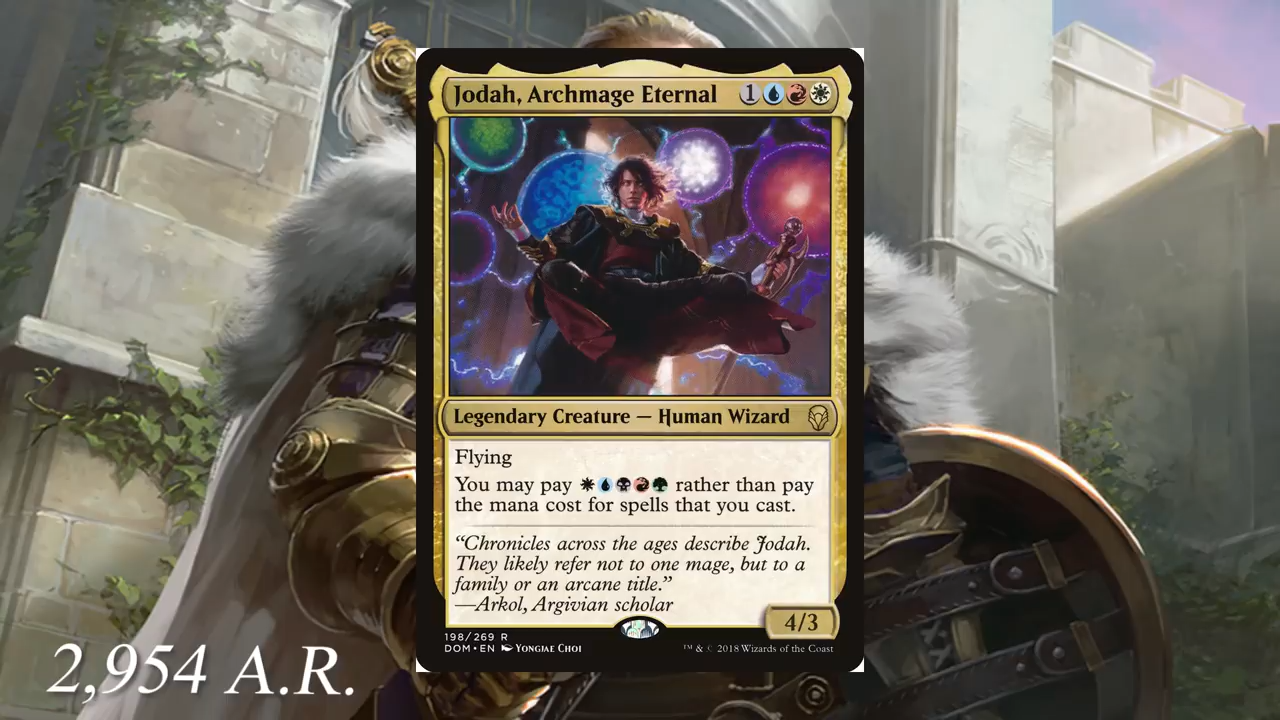 Jodah, Archmage Eternal 1
Legendary Creature — Human Wizard
Flying
You may pay rather than pay
the mana cost for spells that you cast.
“Chronicles across the ages describe Jodah.
They likely refer not to one mage, but to a
family or an arcane title.”
—Arkol, Argivian scholar
4/3
198/269 R
DOM • EN Yongjae Choi
™ & © 2018 Wizards of the Coast
2,954 A.R.